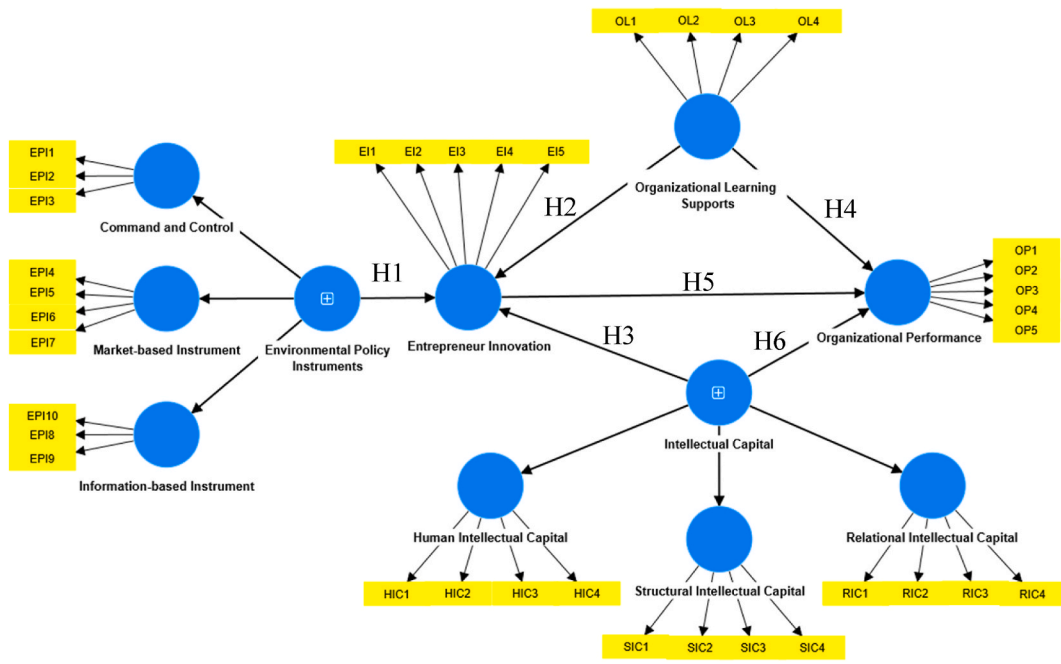 OL1 OL2 OL3 OL4
EI1 EI2 EI3 EI4 EI5
Organizational Learning
Supports
H2
H4
EPI1
EPI2
EPI3
Command and Control
EPI4
EPI5
EPI6
EPI7
Market-based Instrument
Environmental Policy
Instruments
H1
Entrepreneur Innovation
H5
OP1
OP2
OP3
OP4
OP5
Organizational Performance
H3
H6
Intellectual Capital
EPI10
EPI8
EPI9
Information-based Instrument
Human Intellectual Capital
HIC1 HIC2 HIC3 HIC4
Structural Intellectual Capital
SIC1 SIC2 SIC3 SIC4
Relational Intellectual Capital
RIC1 RIC2 RIC3 RIC4